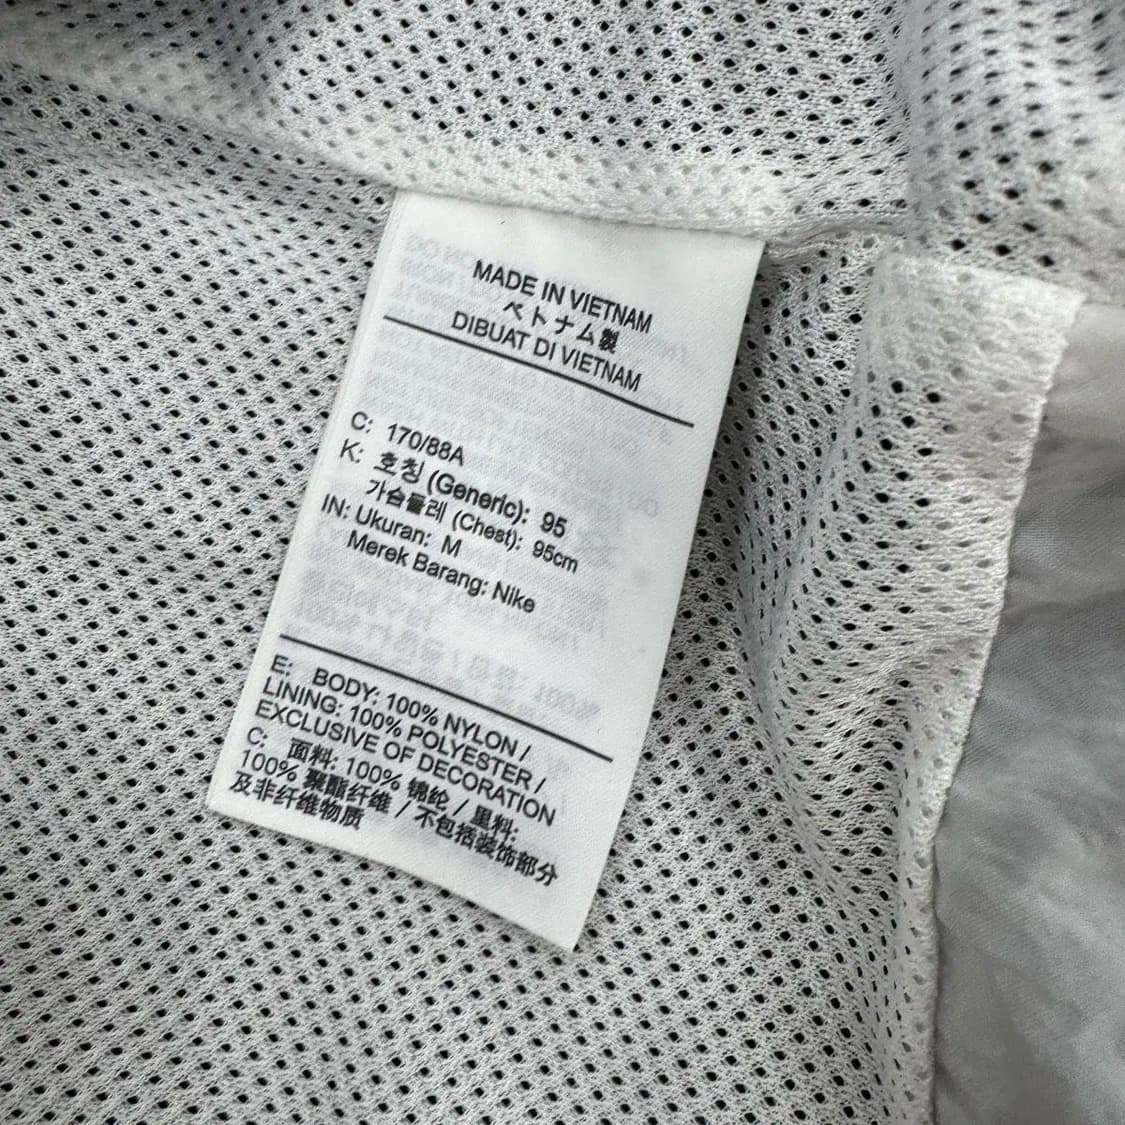 MADE IN VIETNAM
ベトナム製
DIBUAT DI VIETNAM
C: 170/88A
K: 호칭 (Generic): 95
가슴둘레 (Chest): 95cm
IN: Ukuran: M
Merek Barang: Nike
E: BODY: 100% NYLON /
LINING: 100% POLYESTER /
EXCLUSIVE OF DECORATION
C: 面料: 100% 锦纶 / 里料:
100% 聚酯纤维 / 不包括装饰部分
及非纤维物质